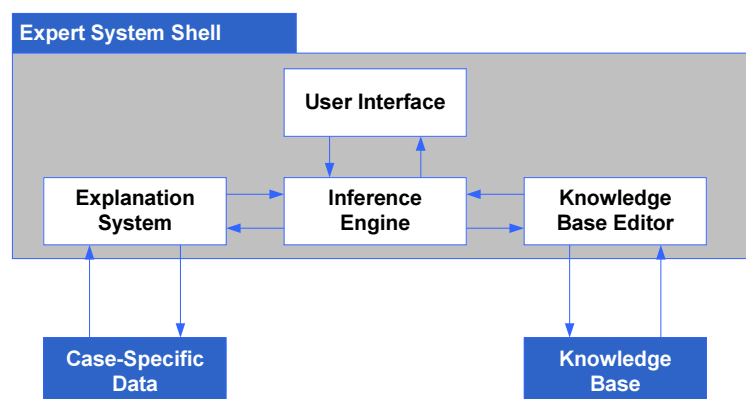 Expert System Shell
User Interface
Explanation
System
Inference
Engine
Knowledge
Base Editor
Case-Specific
Data
Knowledge
Base